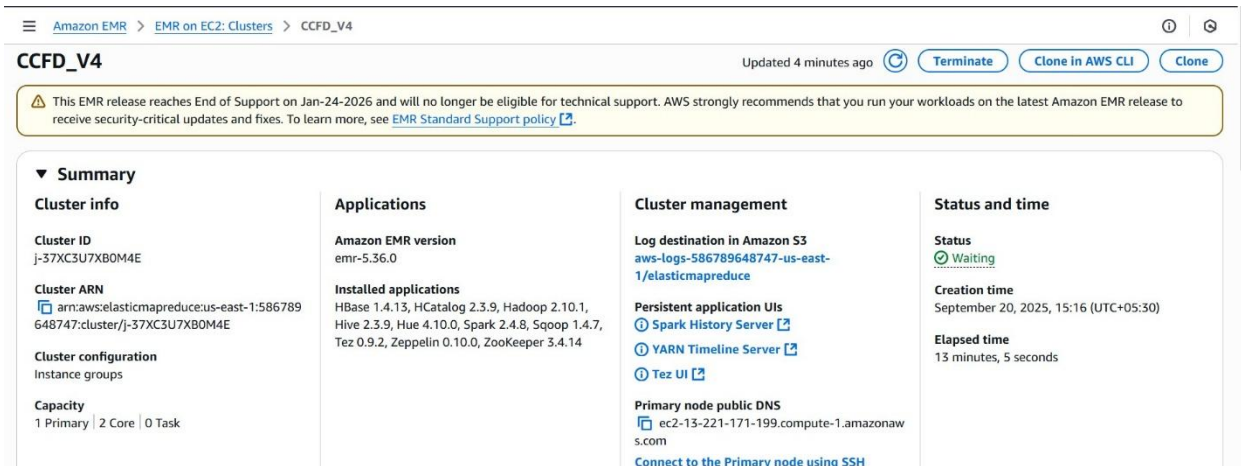 Amazon EMR > EMR on EC2: Clusters > CCFD_V4
CCFD_V4
Updated 4 minutes ago
Terminate
Clone in AWS CLI
Clone
This EMR release reaches End of Support on Jan-24-2026 and will no longer be eligible for technical support. AWS strongly recommends that you run your workloads on the latest Amazon EMR release to
receive security-critical updates and fixes. To learn more, see EMR Standard Support policy.
Summary
Cluster info
Cluster ID
j-37XC3U7XB0M4E
Cluster ARN
arn:aws:elasticmapreduce:us-east-1:586789
648747:cluster/j-37XC3U7XB0M4E
Cluster configuration
Instance groups
Capacity
1 Primary | 2 Core | 0 Task
Applications
Amazon EMR version
emr-5.36.0
Installed applications
HBase 1.4.13, HCatalog 2.3.9, Hadoop 2.10.1,
Hive 2.3.9, Hue 4.10.0, Spark 2.4.8, Sqoop 1.4.7,
Tez 0.9.2, Zeppelin 0.10.0, ZooKeeper 3.4.14
Cluster management
Log destination in Amazon S3
aws-logs-586789648747-us-east-
1/elasticmapreduce
Persistent application UIs
Spark History Server
YARN Timeline Server
Tez UI
Primary node public DNS
ec2-13-221-171-199.compute-1.amazonaw
s.com
Connect to the Primary node using SSH
Status and time
Status
Waiting
Creation time
September 20, 2025, 15:16 (UTC+05:30)
Elapsed time
13 minutes, 5 seconds